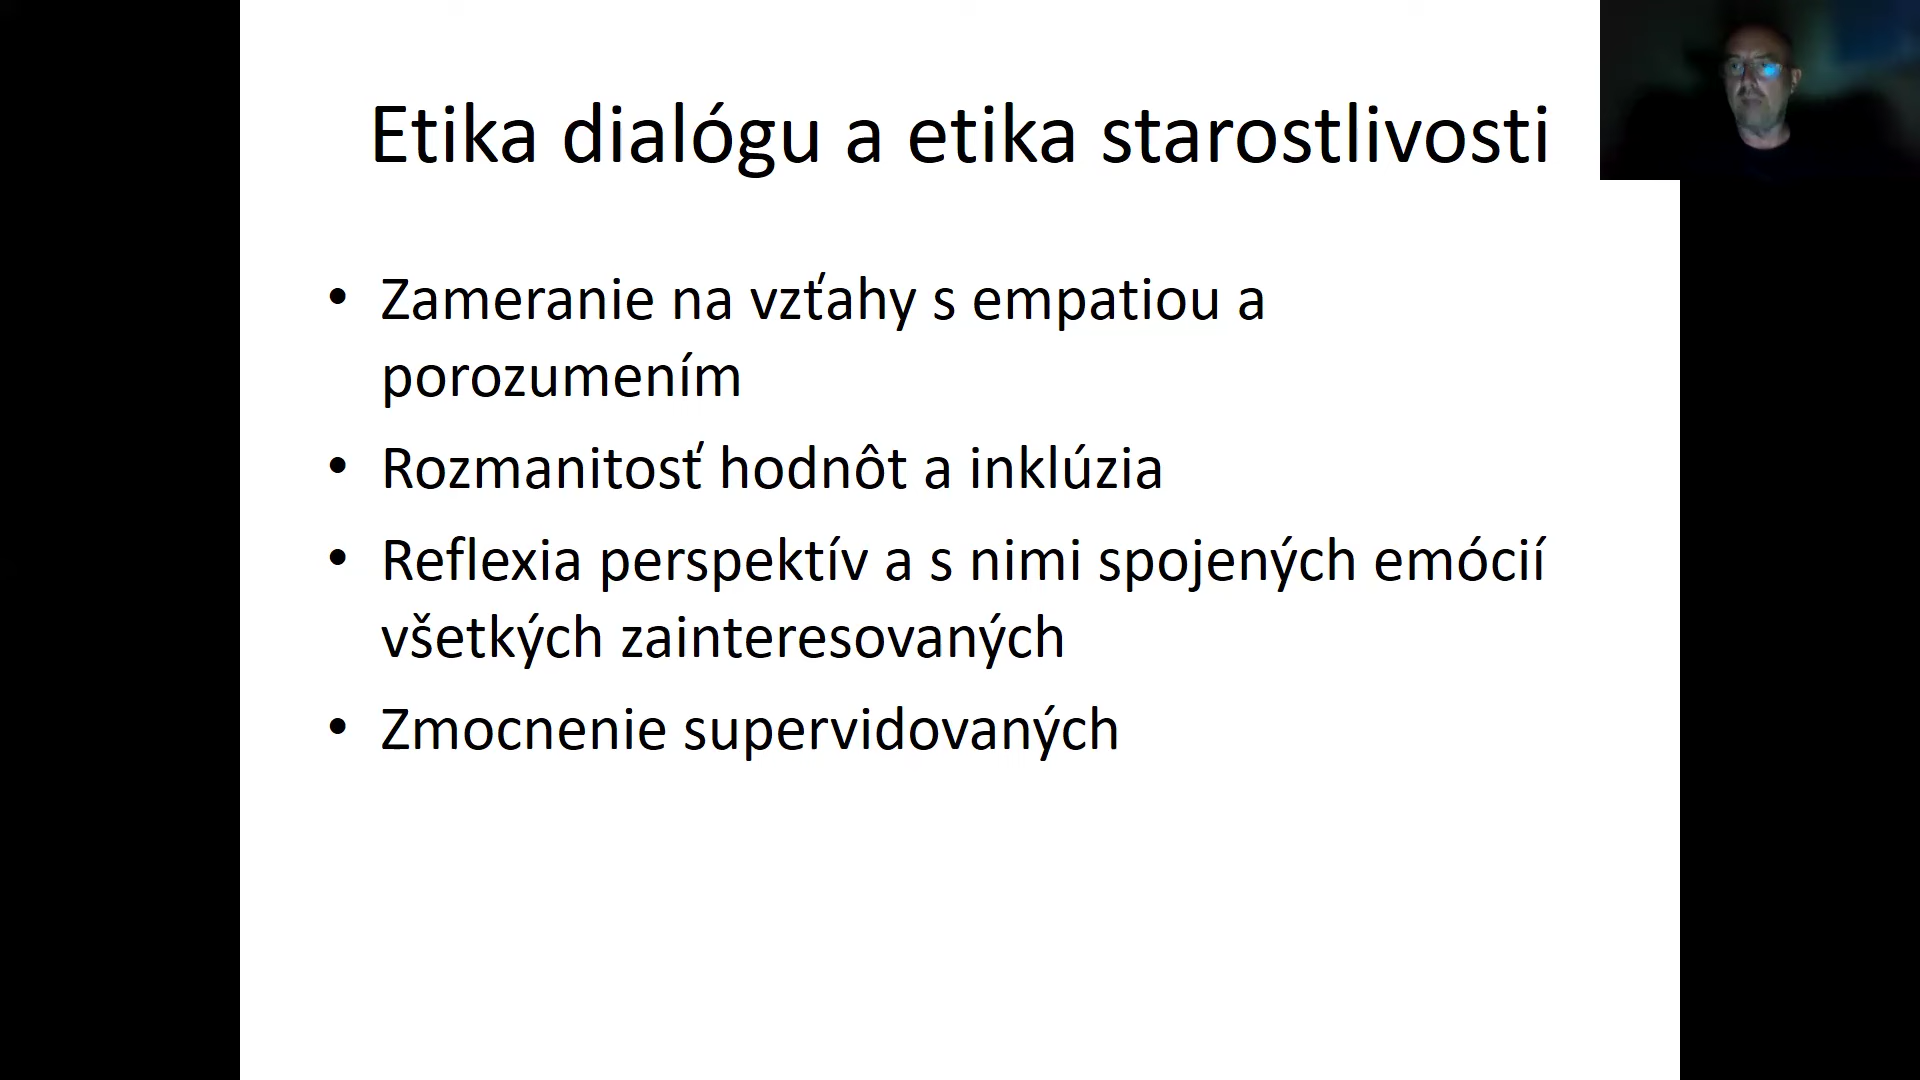 Etika dialógu a etika starostlivosti
• Zameranie na vzťahy s empatiou a
porozumením
• Rozmanitosť hodnôt a inklúzia
• Reflexia perspektív a s nimi spojených emócií
všetkých zainteresovaných
• Zmocnenie supervidovaných